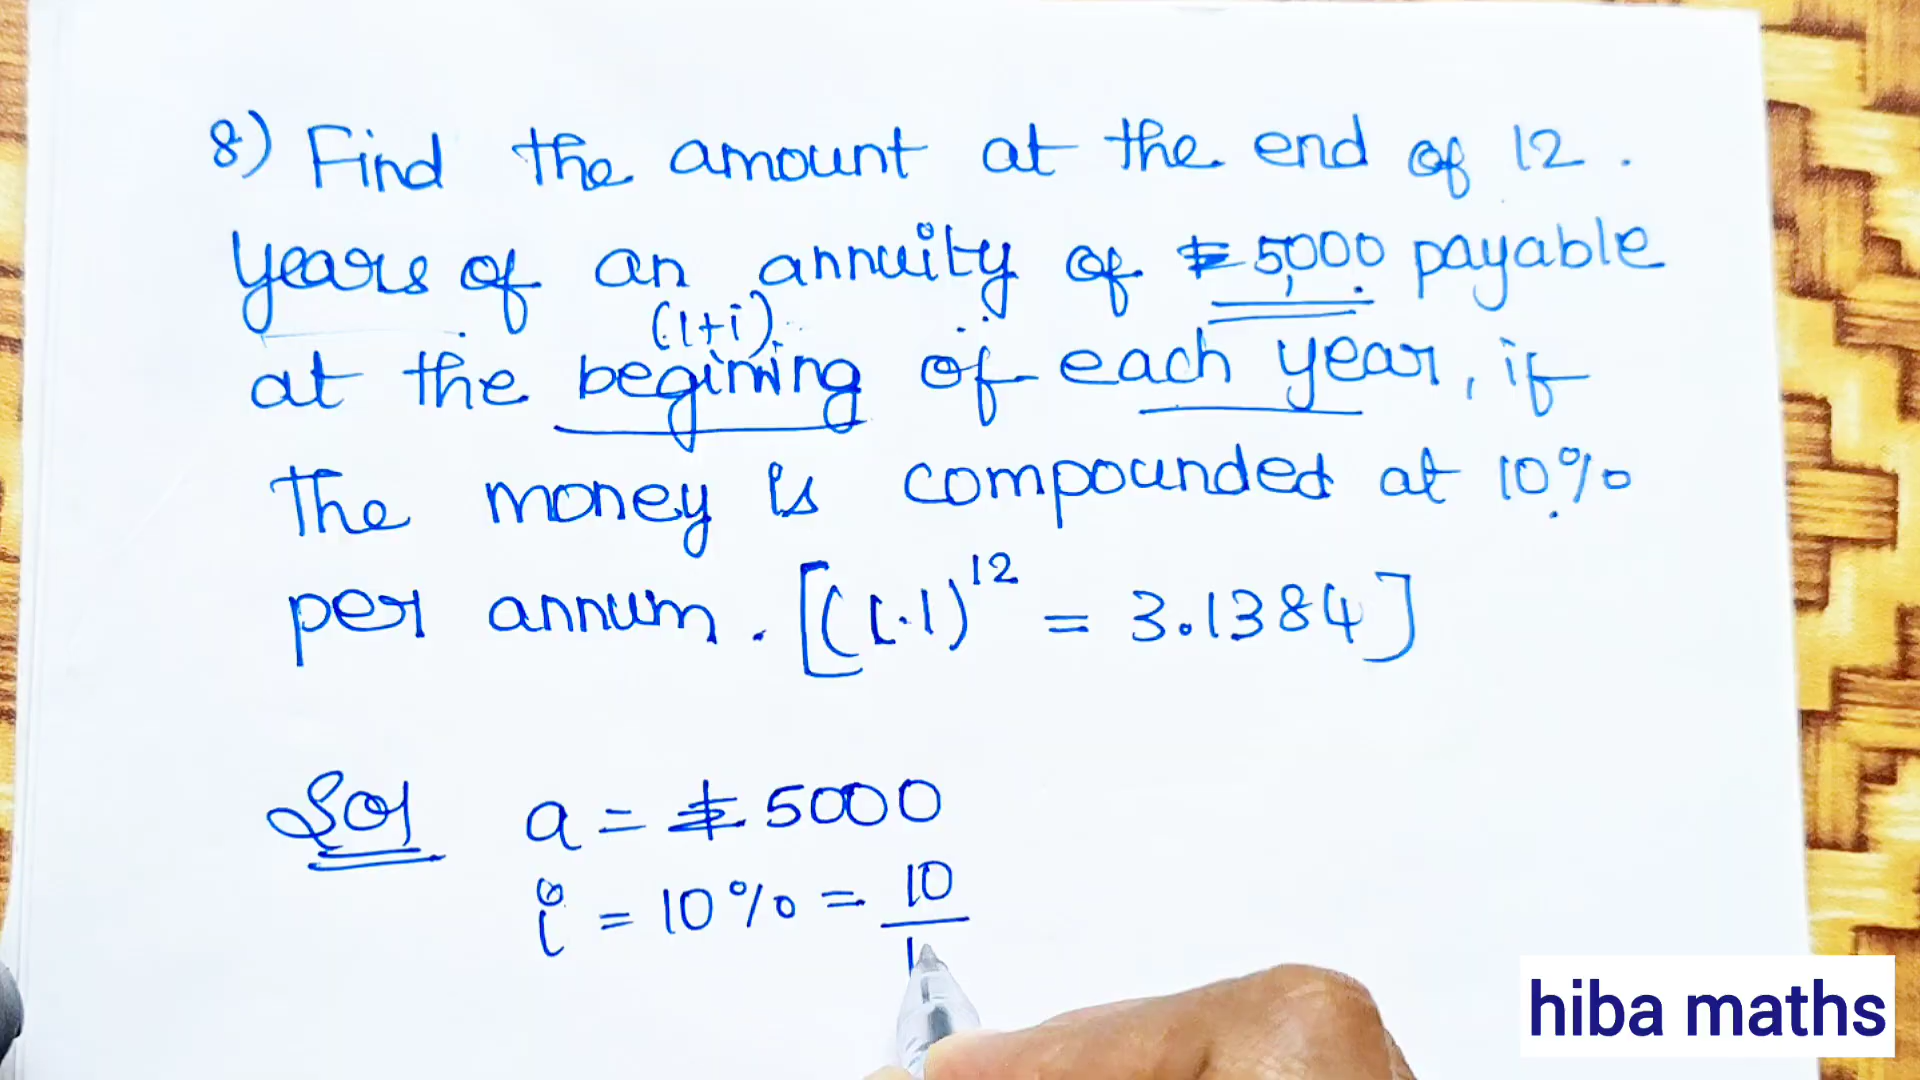 8) Find the amount at the end of 12.
years of an annuity of ₹ 5,000 payable
(1+i)
at the begining of each year, if
the money is compounded at 10%
per annum. [(1.1)^12 = 3.1384]
Sol a = ₹ 5000
i = 10% = 10
1
hiba maths